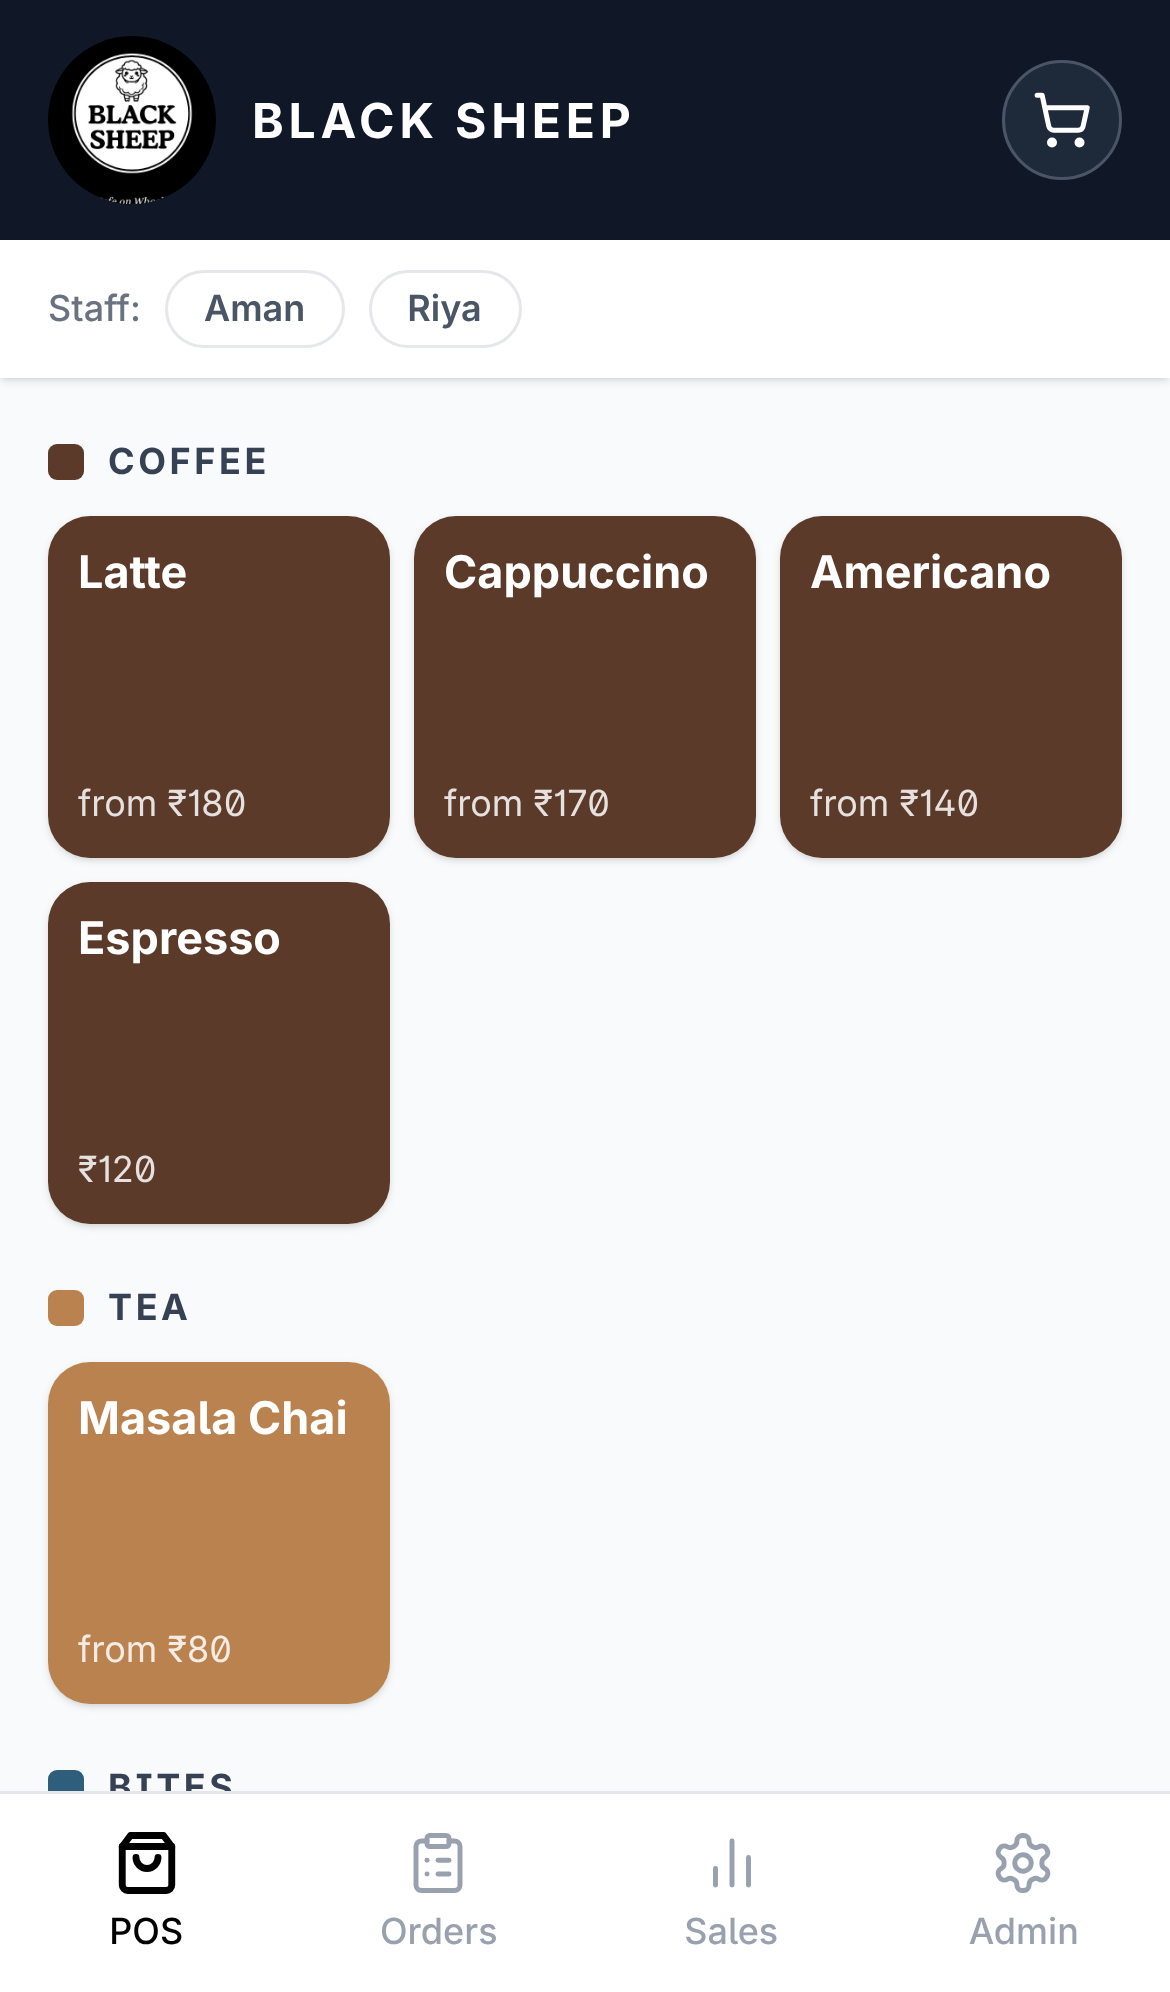 BLACK
SHEEP
BLACK SHEEP
Staff: Aman Riya
COFFEE
Latte Cappuccino Americano
from ₹180 from ₹170 from ₹140
Espresso
₹120
TEA
Masala Chai
from ₹80
BITES
POS Orders Sales Admin